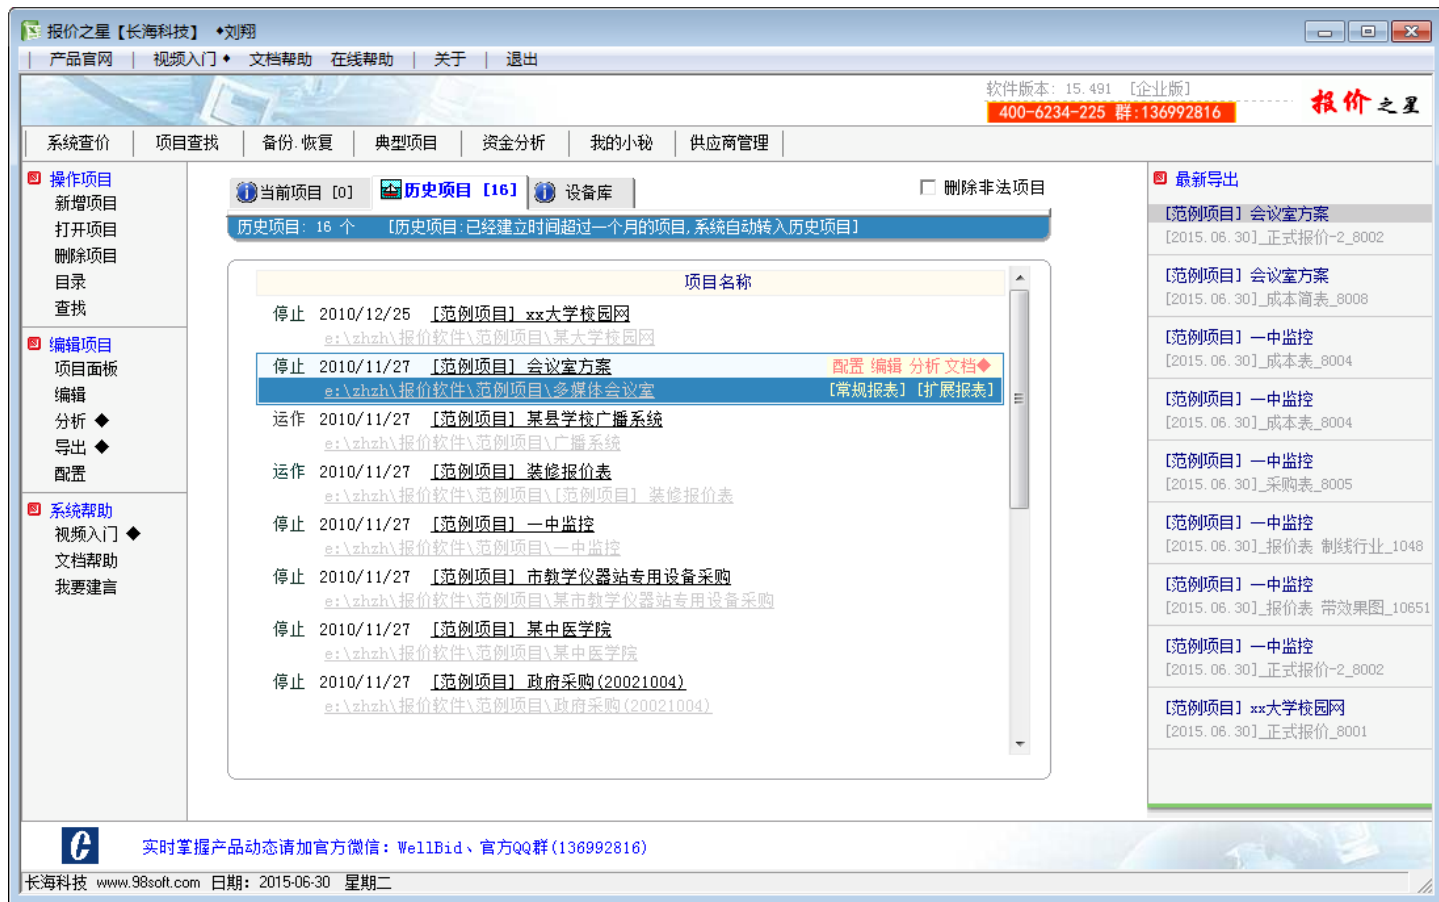 报价之星【长海科技】 ◆刘翔
产品官网 视频入门◆ 文档帮助 在线帮助 关于 退出
软件版本: 15.491 [企业版]
400-6234-225 群:136992816
报价之星
系统查价 项目查找 备份.恢复 典型项目 资金分析 我的小秘 供应商管理
操作项目
新增项目
打开项目
删除项目
目录
查找
编辑项目
项目面板
编辑
分析 ◆
导出 ◆
配置
系统帮助
视频入门 ◆
文档帮助
我要建言
当前项目 [0] 历史项目 [16] 设备库
删除非法项目
历史项目: 16 个 [历史项目:已经建立时间超过一个月的项目,系统自动转入历史项目]
项目名称
停止 2010/12/25 [范例项目] xx大学校园网
e:\zhzh\报价软件\范例项目\某大学校园网
停止 2010/11/27 [范例项目] 会议室方案 配置 编辑 分析 文档◆
e:\zhzh\报价软件\范例项目\多媒体会议室 [常规报表] [扩展报表]
运作 2010/11/27 [范例项目] 某县学校广播系统
e:\zhzh\报价软件\范例项目\广播系统
运作 2010/11/27 [范例项目] 装修报价表
e:\zhzh\报价软件\范例项目\[范例项目] 装修报价表
停止 2010/11/27 [范例项目] 一中监控
e:\zhzh\报价软件\范例项目\一中监控
停止 2010/11/27 [范例项目] 市教学仪器站专用设备采购
e:\zhzh\报价软件\范例项目\某市教学仪器站专用设备采购
停止 2010/11/27 [范例项目] 某中医学院
e:\zhzh\报价软件\范例项目\某中医学院
停止 2010/11/27 [范例项目] 政府采购(20021004)
e:\zhzh\报价软件\范例项目\政府采购(20021004)
最新导出
[范例项目] 会议室方案
[2015.06.30]_正式报价-2_8002
[范例项目] 会议室方案
[2015.06.30]_成本简表_8008
[范例项目] 一中监控
[2015.06.30]_成本表_8004
[范例项目] 一中监控
[2015.06.30]_成本表_8004
[范例项目] 一中监控
[2015.06.30]_采购表_8005
[范例项目] 一中监控
[2015.06.30]_报价表 制线行业_1048
[范例项目] 一中监控
[2015.06.30]_报价表 带效果图_10651
[范例项目] 一中监控
[2015.06.30]_正式报价-2_8002
[范例项目] xx大学校园网
[2015.06.30]_正式报价_8001
实时掌握产品动态请加官方微信: WellBid、官方QQ群(136992816)
长海科技 www.98soft.com 日期: 2015-06-30 星期二